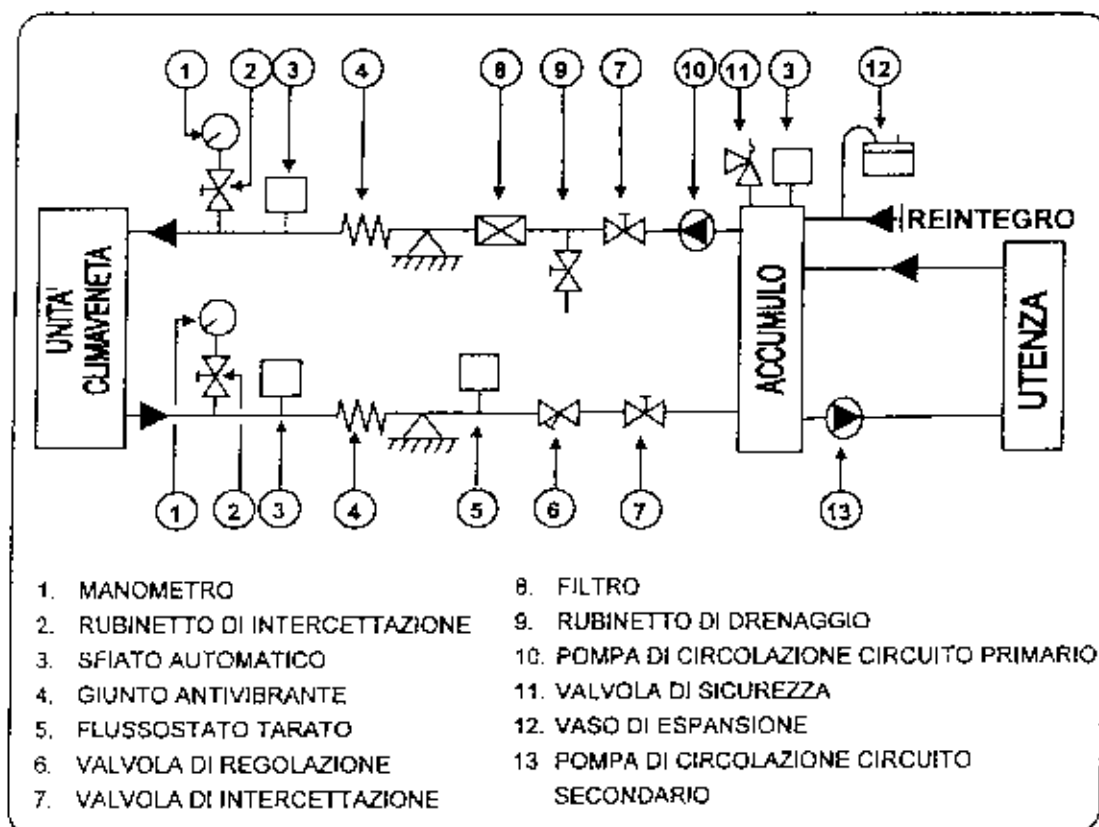 1 2 3 4 8 9 7 10 11 3 12
UNITA' CLIMAVENETA
ACCUMULO
REINTEGRO
UTENZA
1 2 3 4 5 6 7 13
1. MANOMETRO
2. RUBINETTO DI INTERCETTAZIONE
3. SFIATO AUTOMATICO
4. GIUNTO ANTIVIBRANTE
5. FLUSSOSTATO TARATO
6. VALVOLA DI REGOLAZIONE
7. VALVOLA DI INTERCETTAZIONE
8. FILTRO
9. RUBINETTO DI DRENAGGIO
10. POMPA DI CIRCOLAZIONE CIRCUITO PRIMARIO
11. VALVOLA DI SICUREZZA
12. VASO DI ESPANSIONE
13 POMPA DI CIRCOLAZIONE CIRCUITO
SECONDARIO